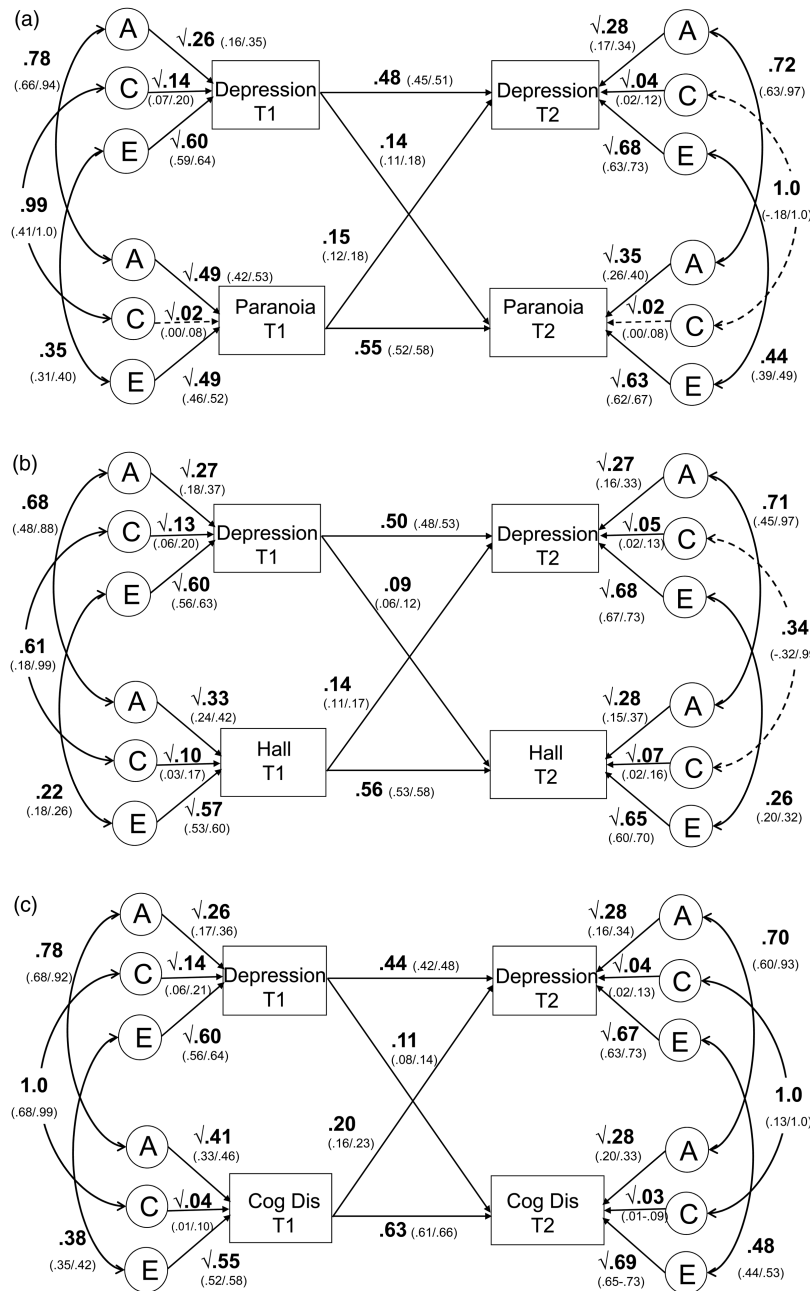 (a)
A √.26 (.16/.35) √.28 A
.78 (.17/.34) .72
(.66/.94) (.63/.97)
C √.14 Depression .48 (.45/.51) Depression √.04 C
(.07/.20) T1 T2 (.02/.12)
E √.60 .14 √.68 E
(.59/.64) (.11/.18) (.63/.73)
.99 1.0
(.41/1.0) (-.18/1.0)
.15
(.12/.18)
A √.49 (.42/.53) √.35 A
(.26/.40)
C √.02 Paranoia Paranoia √.02 C
(.00/.08) T1 T2 (.00/.08)
.35 .55 (.52/.58) .44
(.31/.40) (.39/.49)
E √.49 √.63 E
(.46/.52) (.62/.67)
(b)
A √.27 √.27 A
.68 (.18/.37) (.16/.33) .71
(.48/.88) (.45/.97)
C √.13 Depression .50 (.48/.53) Depression √.05 C
(.06/.20) T1 T2 (.02/.13)
E √.60 .09 √.68 E
(.56/.63) (.06/.12) (.67/.73)
.61 .34
(.18/.99) (-.32/.99
.14
(.11/.17)
A √.33 √.28 A
(.24/.42) (.15/.37)
C √.10 Hall Hall √.07 C
(.03/.17) T1 T2 (.02/.16)
.22 .56 (.53/.58) .26
(.18/.26) (.20/.32)
E √.57 √.65 E
(.53/.60) (.60/.70)
(c)
A √.26 √.28 A
.78 (.17/.36) (.16/.34) .70
(.68/.92) (.60/.93)
C √.14 Depression .44 (.42/.48) Depression √.04 C
(.06/.21) T1 T2 (.02/.13)
E √.60 .11 √.67 E
(.56/.64) (.08/.14) (.63/.73)
1.0 1.0
(.68/.99) (.13/1.0)
.20
(.16/.23)
A √.41 √.28 A
(.33/.46) (.20/.33)
C √.04 Cog Dis Cog Dis √.03 C
(.01/.10) T1 T2 (.01-.09)
.38 .63 (.61/.66) .48
(.35/.42) (.44/.53)
E √.55 √.69 E
(.52/.58) (.65-.73)